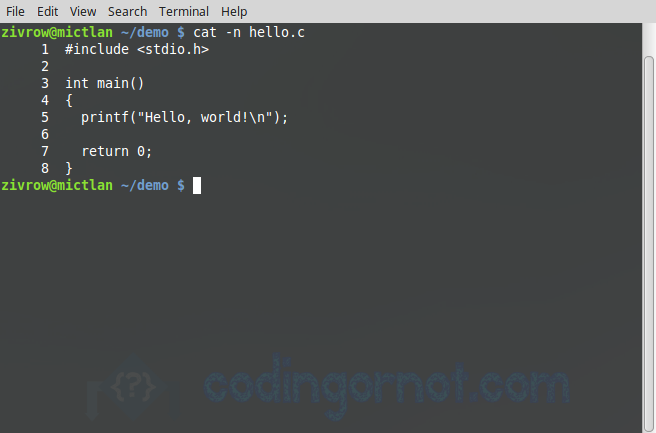 File Edit View Search Terminal Help
zivrow@mictlan ~/demo $ cat -n hello.c
1 #include <stdio.h>
2
3 int main()
4 {
5 printf("Hello, world!\n");
6
7 return 0;
8 }
zivrow@mictlan ~/demo $
{?} codingornot.com